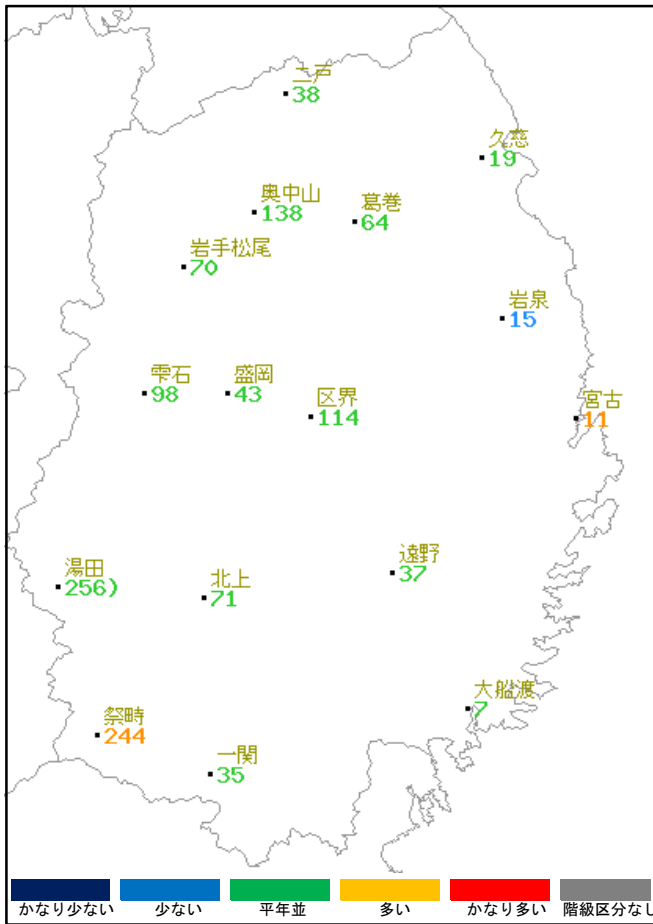 二戸
38
久慈
19
奥中山
138
葛巻
64
岩手松尾
70
岩泉
15
雫石
98
盛岡
43
区界
114
宮古
11
湯田
256)
北上
71
遠野
37
大船渡
7
祭畤
244
一関
35
かなり少ない
少ない
平年並
多い
かなり多い
階級区分なし